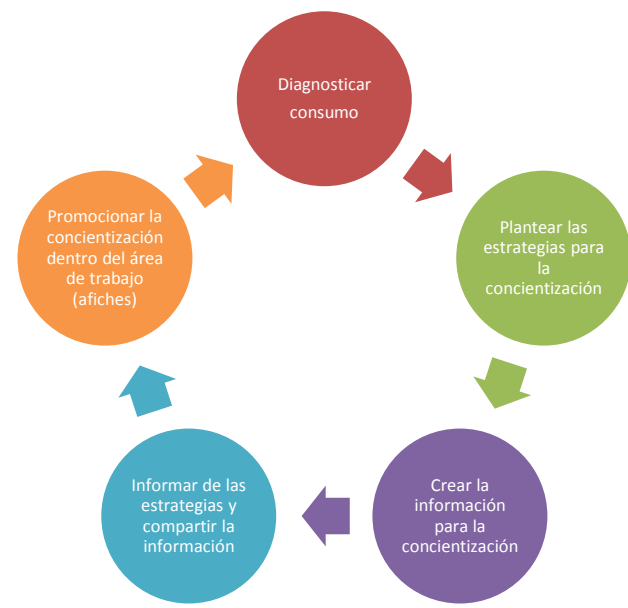 Diagnosticar
consumo
Plantear las
estrategias para
la
concientización
Crear la
información
para la
concientización
Informar de las
estrategias y
compartir la
información
Promocionar la
concientización
dentro del área
de trabajo
(afiches)